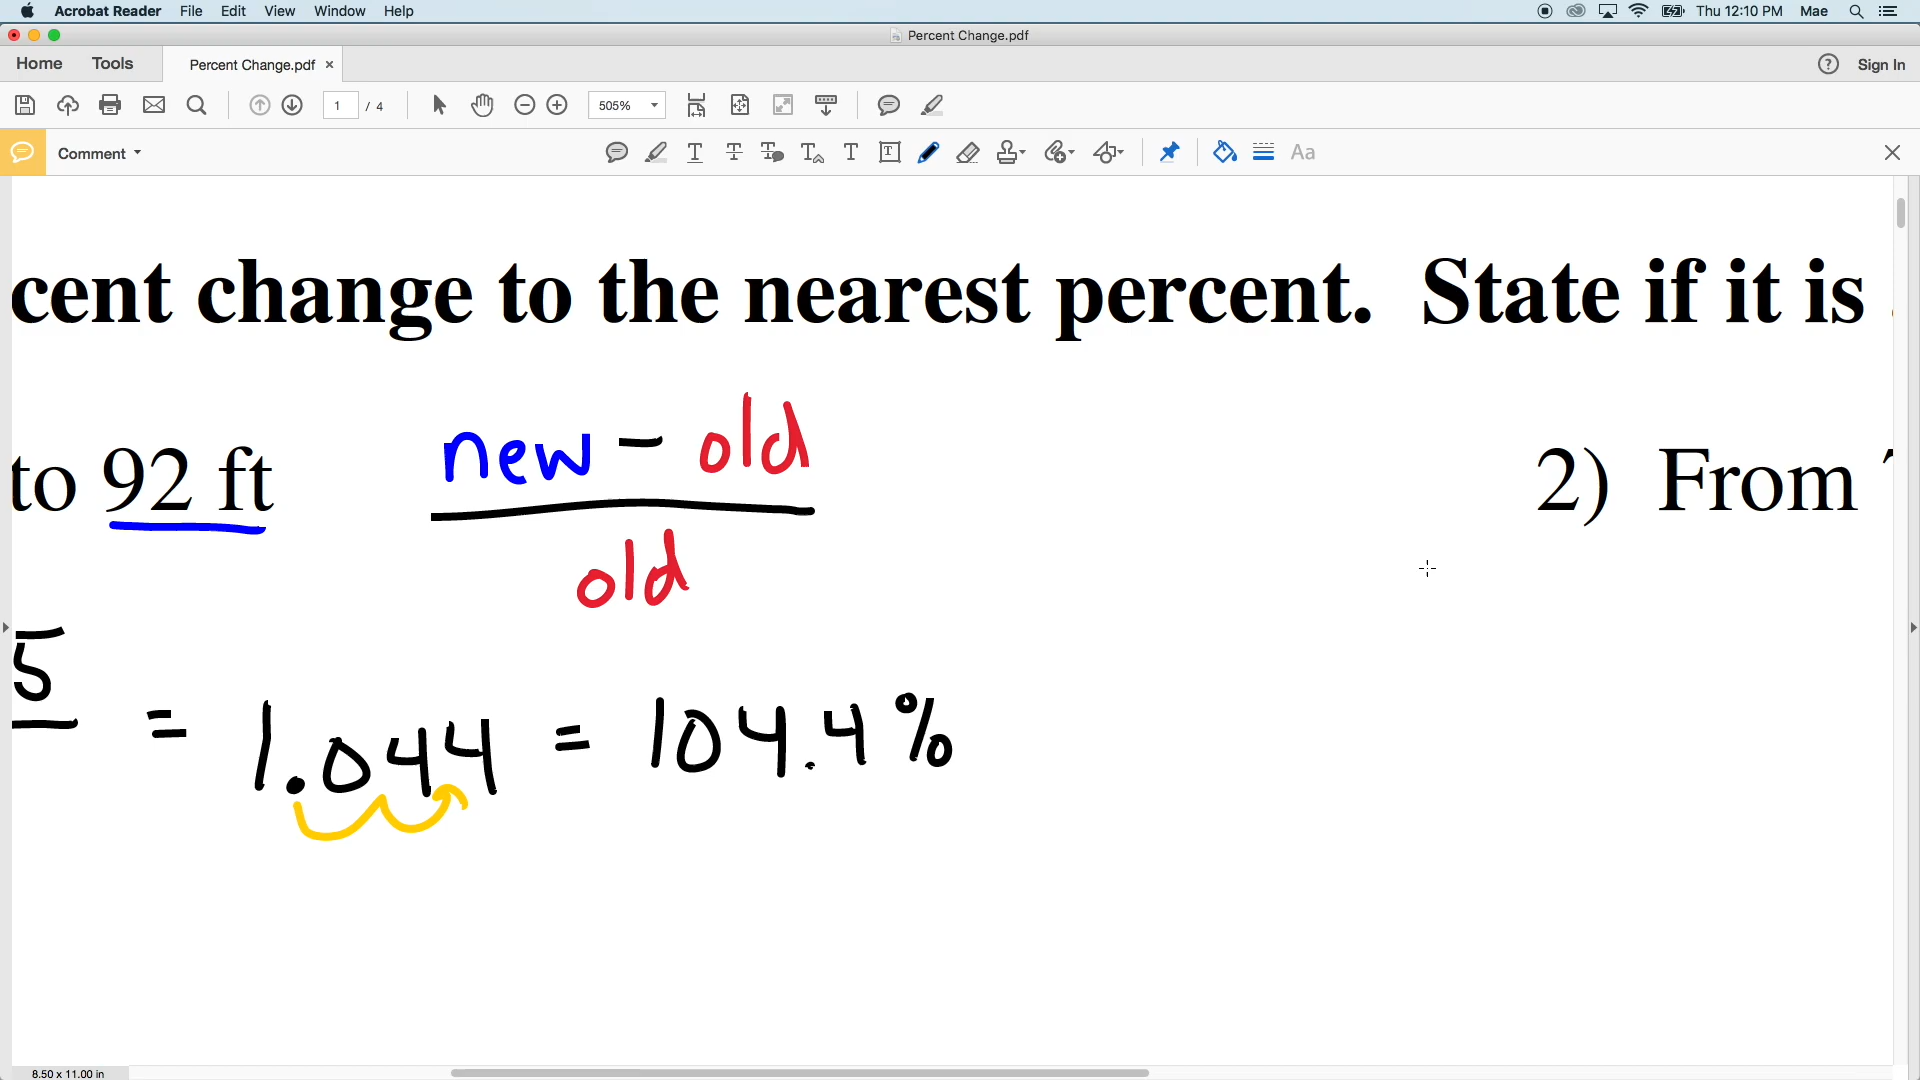 Acrobat Reader File Edit View Window Help Thu 12:10 PM Mae
Percent Change.pdf
Home Tools Percent Change.pdf × ? Sign In
1 / 4 505%
Comment T T T T T T Aa
cent change to the nearest percent. State if it is
to 92 ft
new - old
old
2) From
5
= 1.044 = 104.4%
8.50 x 11.00 in